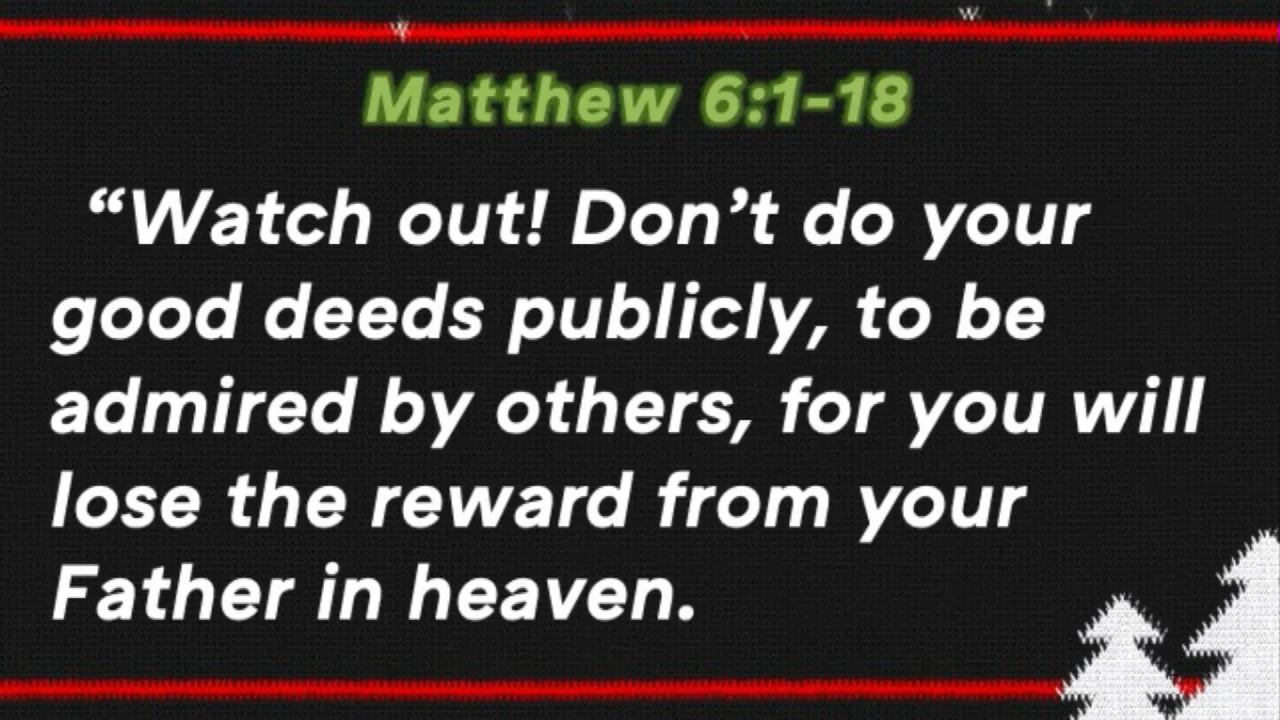 Matthew 6:1-18
“Watch out! Don’t do your
good deeds publicly, to be
admired by others, for you will
lose the reward from your
Father in heaven.